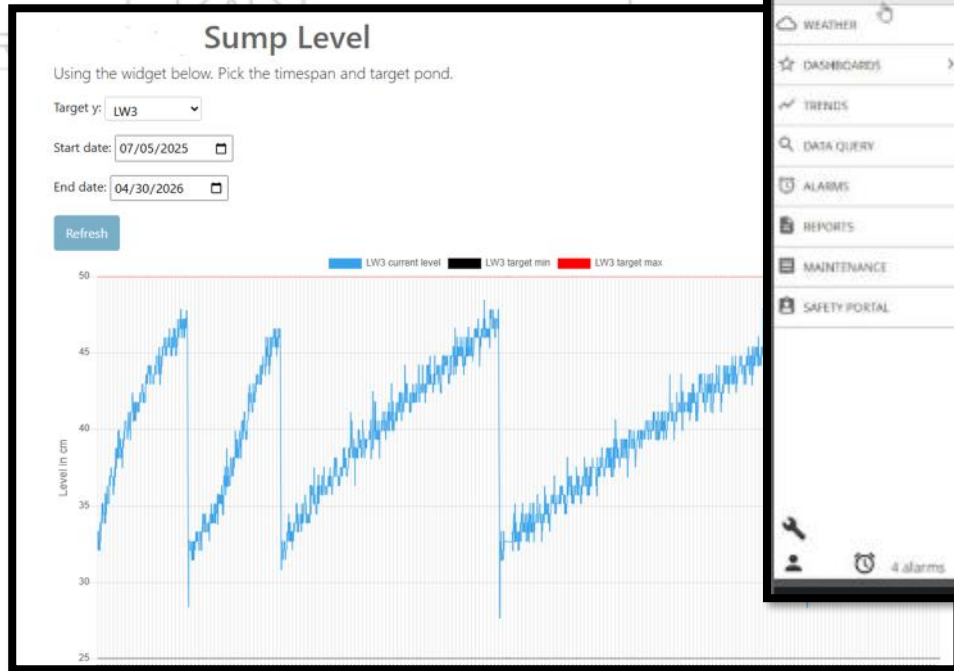 Sump Level
Using the widget below. Pick the timespan and target pond.
Target y: LW3
Start date: 07/05/2025
End date: 04/30/2026
Refresh
LW3 current level LW3 target min LW3 target max
50
45
40
35
30
25
Level in cm
WEATHER
DASHBOARDS
TRENDS
DATA QUERY
ALARMS
REPORTS
MAINTENANCE
SAFETY PORTAL
4 alarms